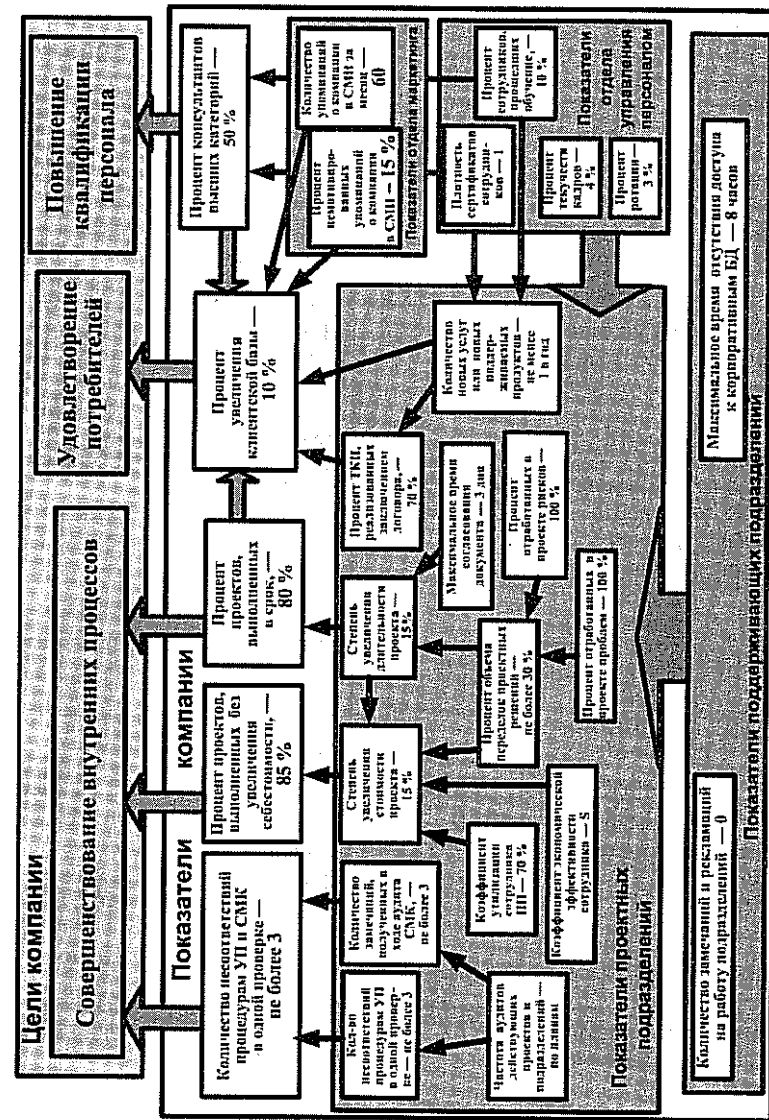 Цели компании
Совершенствование внутренних процессов
Удовлетворение
потребителей
Повышение
квалификации
персонала
Показатели компании
Количество несоответствий
процедурам УП и СМК
в одной проверке —
не более 3
Процент проектов,
выполненных без
увеличения
себестоимости, —
85 %
Процент
проектов,
выполненных
в срок, —
80 %
Процент
увеличения
клиентской базы —
10 %
Процент консультантов
высших категорий —
50 %
Кол-во
несоответствий
процедурам УП
в одной провер-
ке — не более 3
Количество
замечаний,
полученных в
ходе аудита
СМК, —
не более 3
Степень
увеличения
стоимости
проекта —
15 %
Степень
увеличения
длительности
проекта — 15 %
Процент ТКП,
реализованных
заключением
договора, —
70 %
Процент
немотивиро-
ванных
упоминаний
о компании
в СМИ — 15 %
Количество
упоминаний
о компании
в СМИ за
месяц —
60
Показатели отдела маркетинга
Частота аудитов
действующих
проектов и
подразделений —
по планам
Коэффициент
утилизации
сотрудника
ПП — 70 %
Коэффициент экономической
эффективности
сотрудника — 5
Процент объема
переделок проектных
решений —
не более 30 %
Максимальное время
согласования
документа — 3 дня
Процент
отработанных в
проекте рисков —
100 %
Процент отработанных в
проекте проблем — 100 %
Количество
новых услуг
или новых
поддер-
живаемых
продуктов —
не менее
1 в год
Плотность
сертификатов
сотрудни-
ков — 1
Процент
сотрудников,
прошедших
обучение, —
10 %
Процент
текучести
кадров —
4 %
Процент
ротации —
3 %
Показатели
отдела
управления
персоналом
Показатели проектных
подразделений
Количество замечаний и рекламаций
на работу подразделений — 0
Максимальное время отсутствия доступа
к корпоративным БД — 8 часов
Показатели поддерживающих подразделений